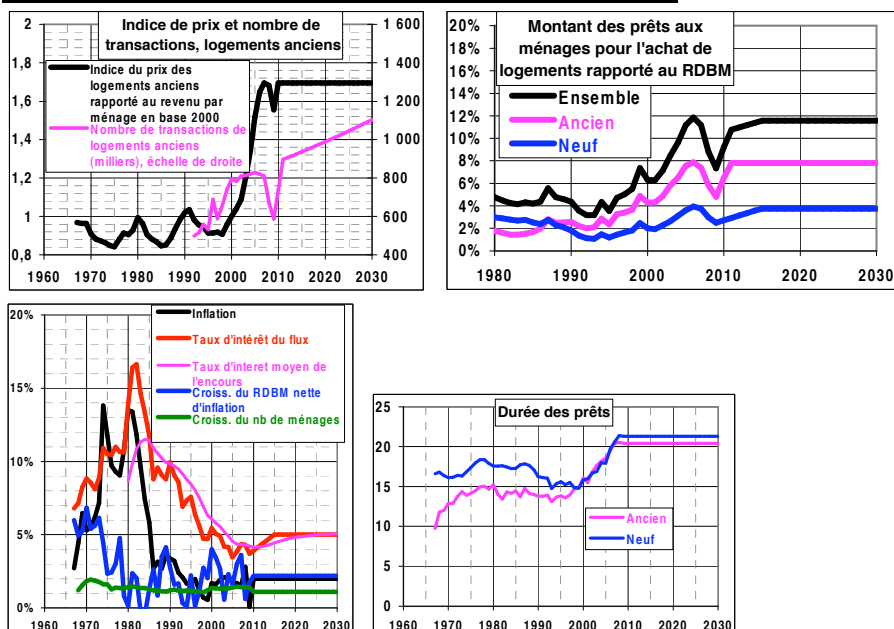 Indice de prix et nombre de
transactions, logements anciens
2
1,8
1,6
1,4
1,2
1
0,8
1 600
1 400
1 200
1 000
800
600
400
Indice du prix des
logements anciens
rapporté au revenu par
ménage en base 2000
Nombre de transactions de
logements anciens
(milliers), échelle de droite
1960 1970 1980 1990 2000 2010 2020 2030
Montant des prêts aux
ménages pour l'achat de
logements rapporté au RDBM
20%
18%
16%
14%
12%
10%
8%
6%
4%
2%
0%
Ensemble
Ancien
Neuf
1980 1990 2000 2010 2020 2030
20%
15%
10%
5%
0%
Inflation
Taux d'intérêt du flux
Taux d'interet moyen de
l'encours
Croiss. du RDBM nette
d'inflation
Croiss. du nb de ménages
1960 1970 1980 1990 2000 2010 2020 2030
Durée des prêts
25
20
15
10
5
0
Ancien
Neuf
1960 1970 1980 1990 2000 2010 2020 2030